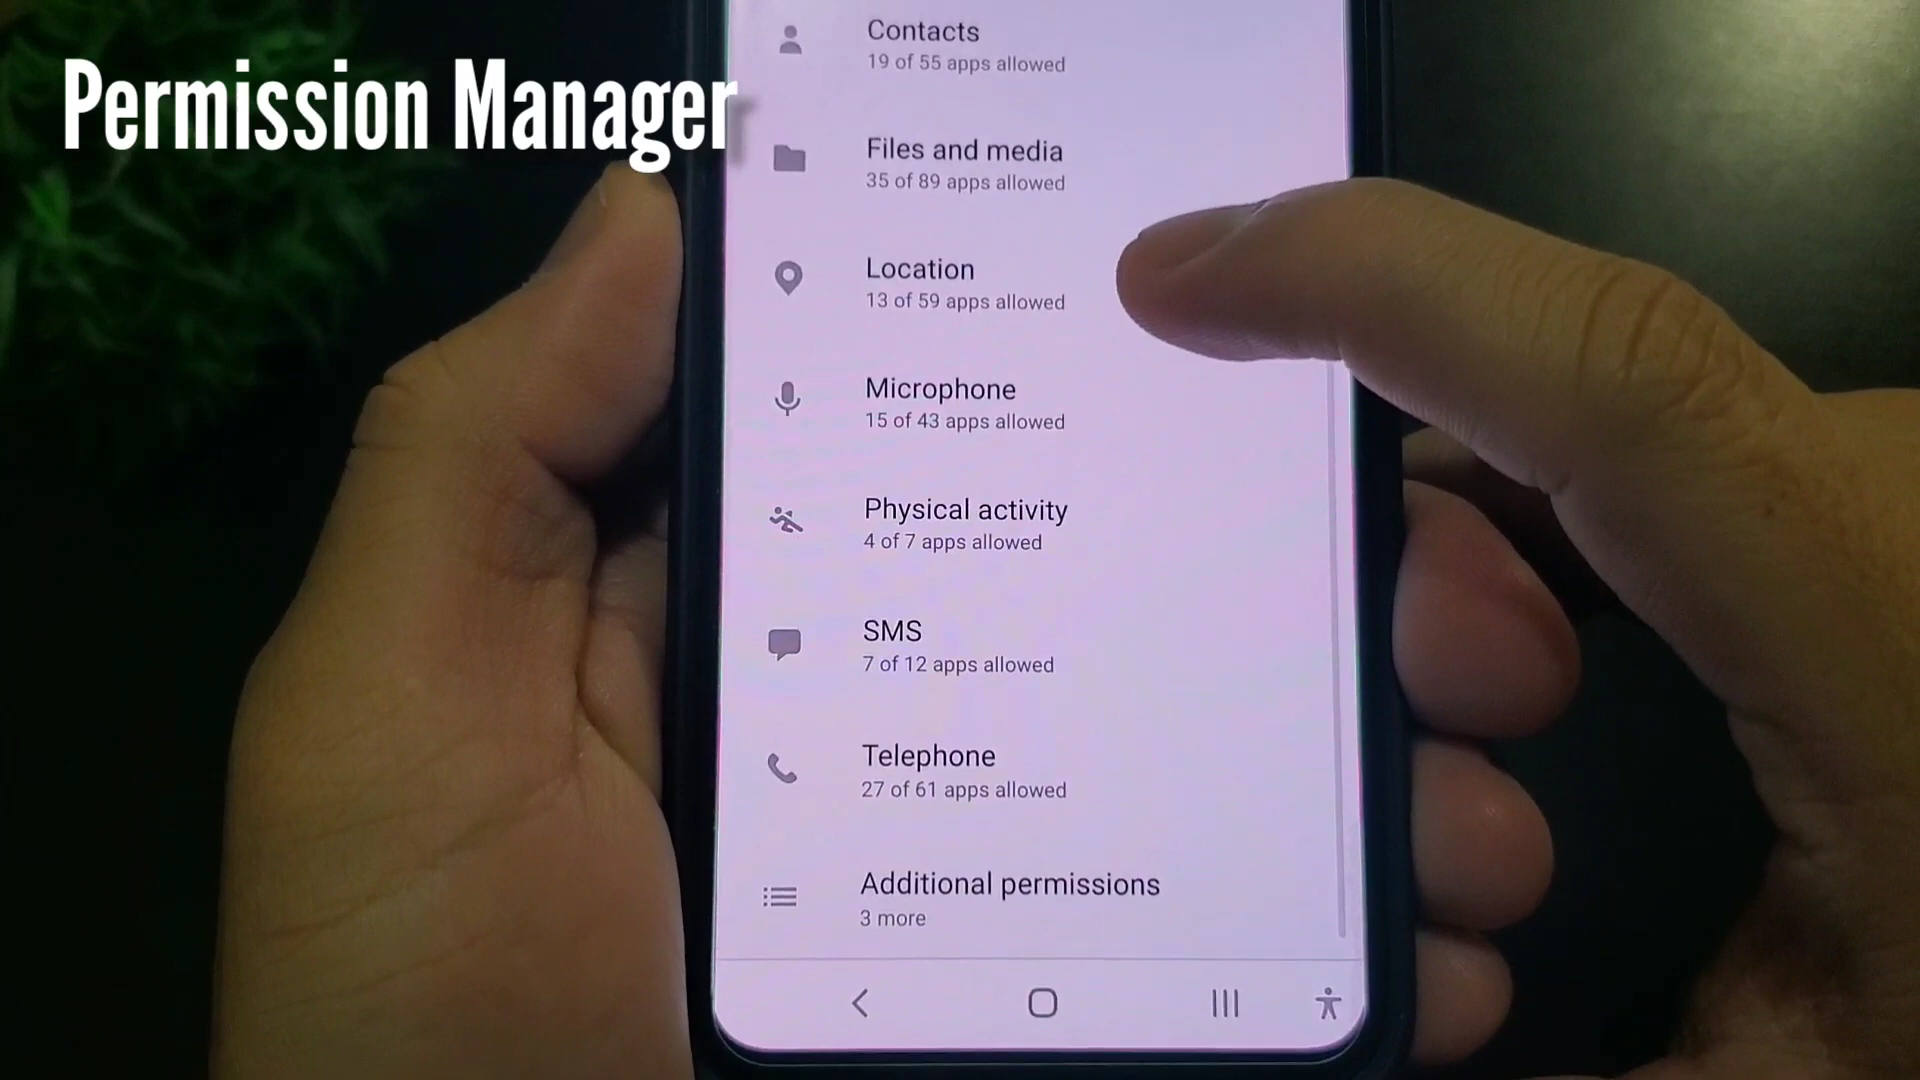 Permission Manager
Contacts
19 of 55 apps allowed
Files and media
35 of 89 apps allowed
Location
13 of 59 apps allowed
Microphone
15 of 43 apps allowed
Physical activity
4 of 7 apps allowed
SMS
7 of 12 apps allowed
Telephone
27 of 61 apps allowed
Additional permissions
3 more